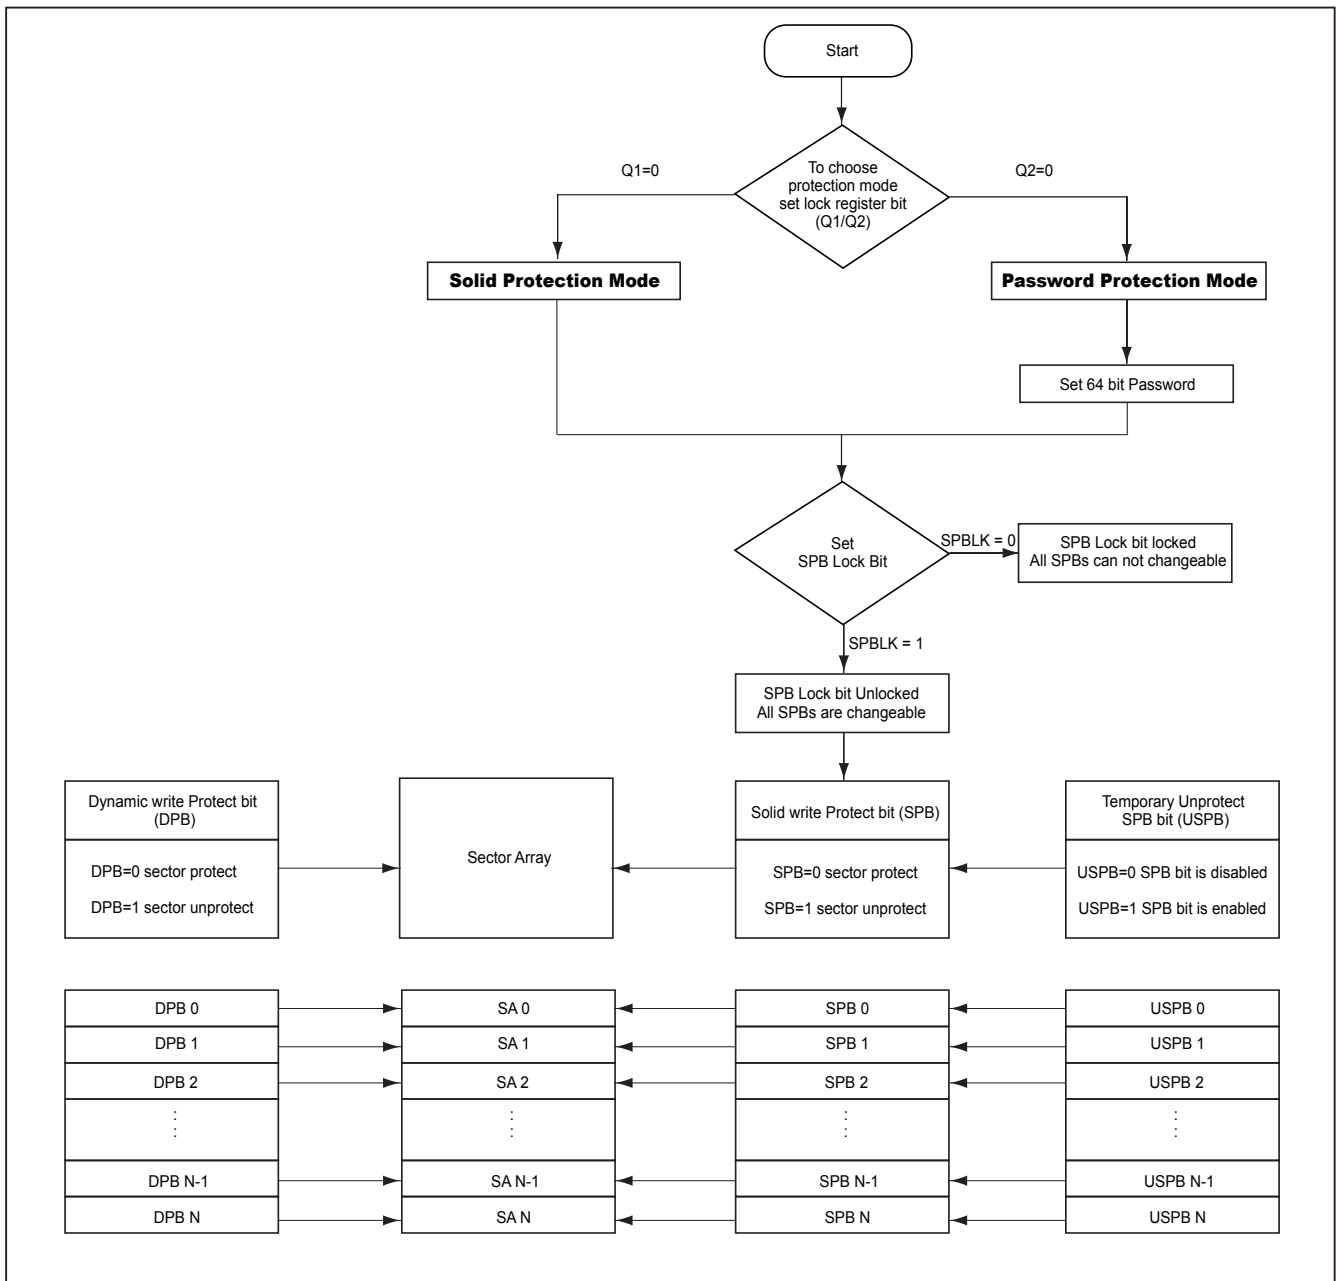 Start
To choose
protection mode
set lock register bit
(Q1/Q2)
Q1=0
Q2=0
Solid Protection Mode
Password Protection Mode
Set 64 bit Password
Set
SPB Lock Bit
SPBLK = 0
SPB Lock bit locked
All SPBs can not changeable
SPBLK = 1
SPB Lock bit Unlocked
All SPBs are changeable
Dynamic write Protect bit
(DPB)
DPB=0 sector protect
DPB=1 sector unprotect
Sector Array
Solid write Protect bit (SPB)
SPB=0 sector protect
SPB=1 sector unprotect
Temporary Unprotect
SPB bit (USPB)
USPB=0 SPB bit is disabled
USPB=1 SPB bit is enabled
DPB 0 SA 0 SPB 0 USPB 0
DPB 1 SA 1 SPB 1 USPB 1
DPB 2 SA 2 SPB 2 USPB 2
DPB N-1 SA N-1 SPB N-1 USPB N-1
DPB N SA N SPB N USPB N